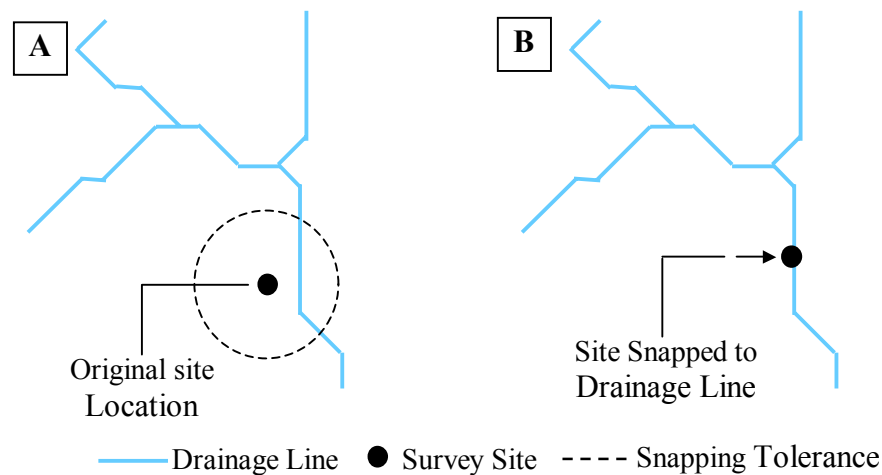 A
B
Original site
Location
Site Snapped to
Drainage Line
Drainage Line Survey Site Snapping Tolerance